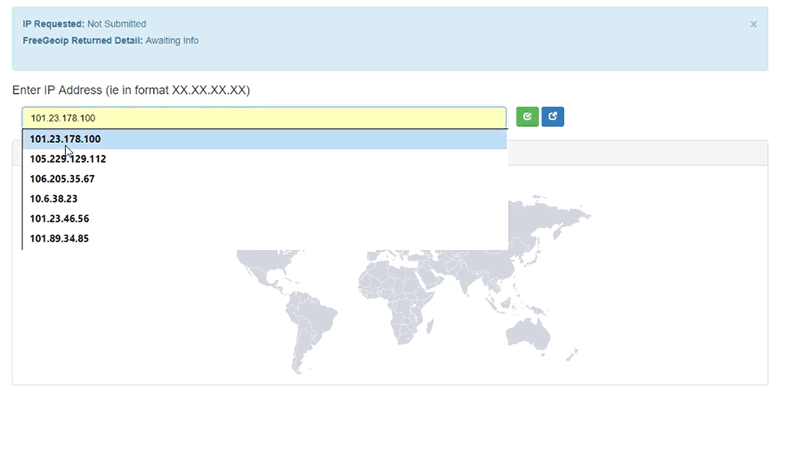 IP Requested: Not Submitted
×
FreeGeoip Returned Detail: Awaiting Info
Enter IP Address (ie in format XX.XX.XX.XX)
101.23.178.100
101.23.178.100
105.229.129.112
106.205.35.67
10.6.38.23
101.23.46.56
101.89.34.85